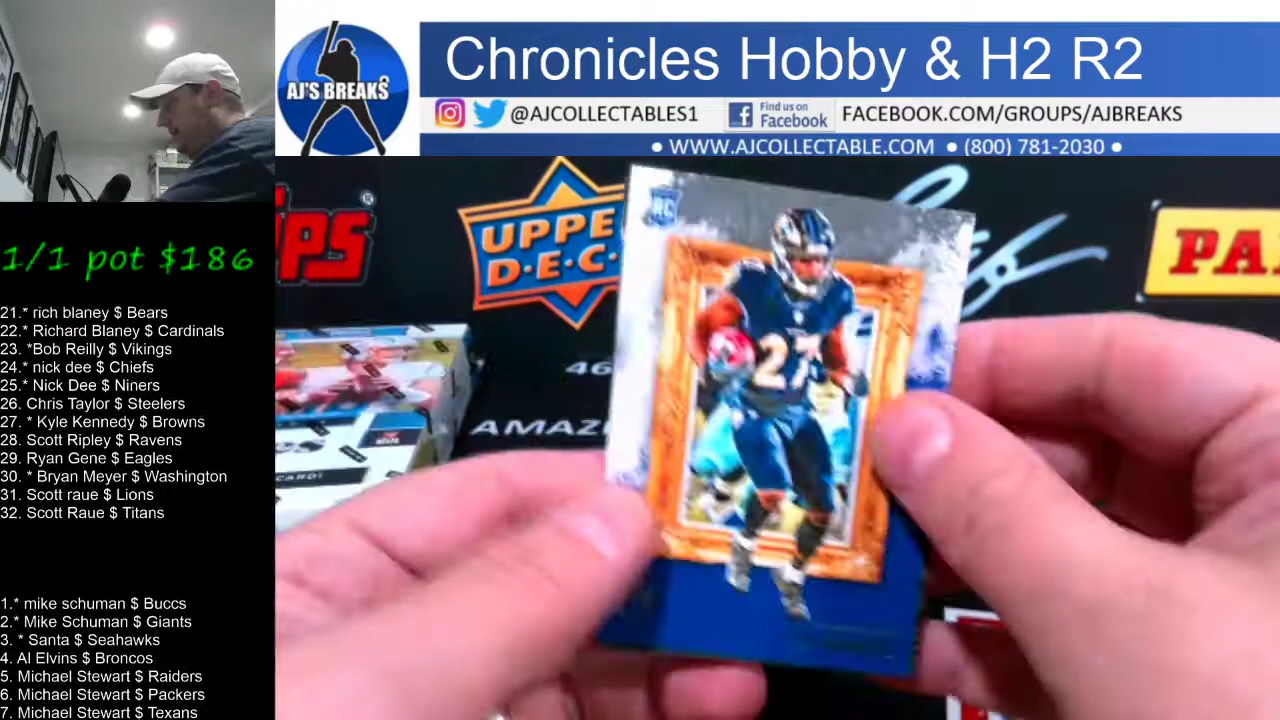 Chronicles Hobby & H2 R2
AJ'S BREAKS
@AJCOLLECTABLES1
Find us on
Facebook
FACEBOOK.COM/GROUPS/AJBREAKS
• WWW.AJCOLLECTABLE.COM • (800) 781-2030 •
1/1 pot $186
21.* rich blaney $ Bears
22.* Richard Blaney $ Cardinals
23. *Bob Reilly $ Vikings
24.* nick dee $ Chiefs
25.* Nick Dee $ Niners
26. Chris Taylor $ Steelers
27. * Kyle Kennedy $ Browns
28. Scott Ripley $ Ravens
29. Ryan Gene $ Eagles
30. * Bryan Meyer $ Washington
31. Scott raue $ Lions
32. Scott Raue $ Titans
1.* mike schuman $ Buccs
2.* Mike Schuman $ Giants
3. * Santa $ Seahawks
4. Al Elvins $ Broncos
5. Michael Stewart $ Raiders
6. Michael Stewart $ Packers
7. Michael Stewart $ Texans
PPS ®
UPPE
D·E·C·
RC
27
PA
46
AMAZ